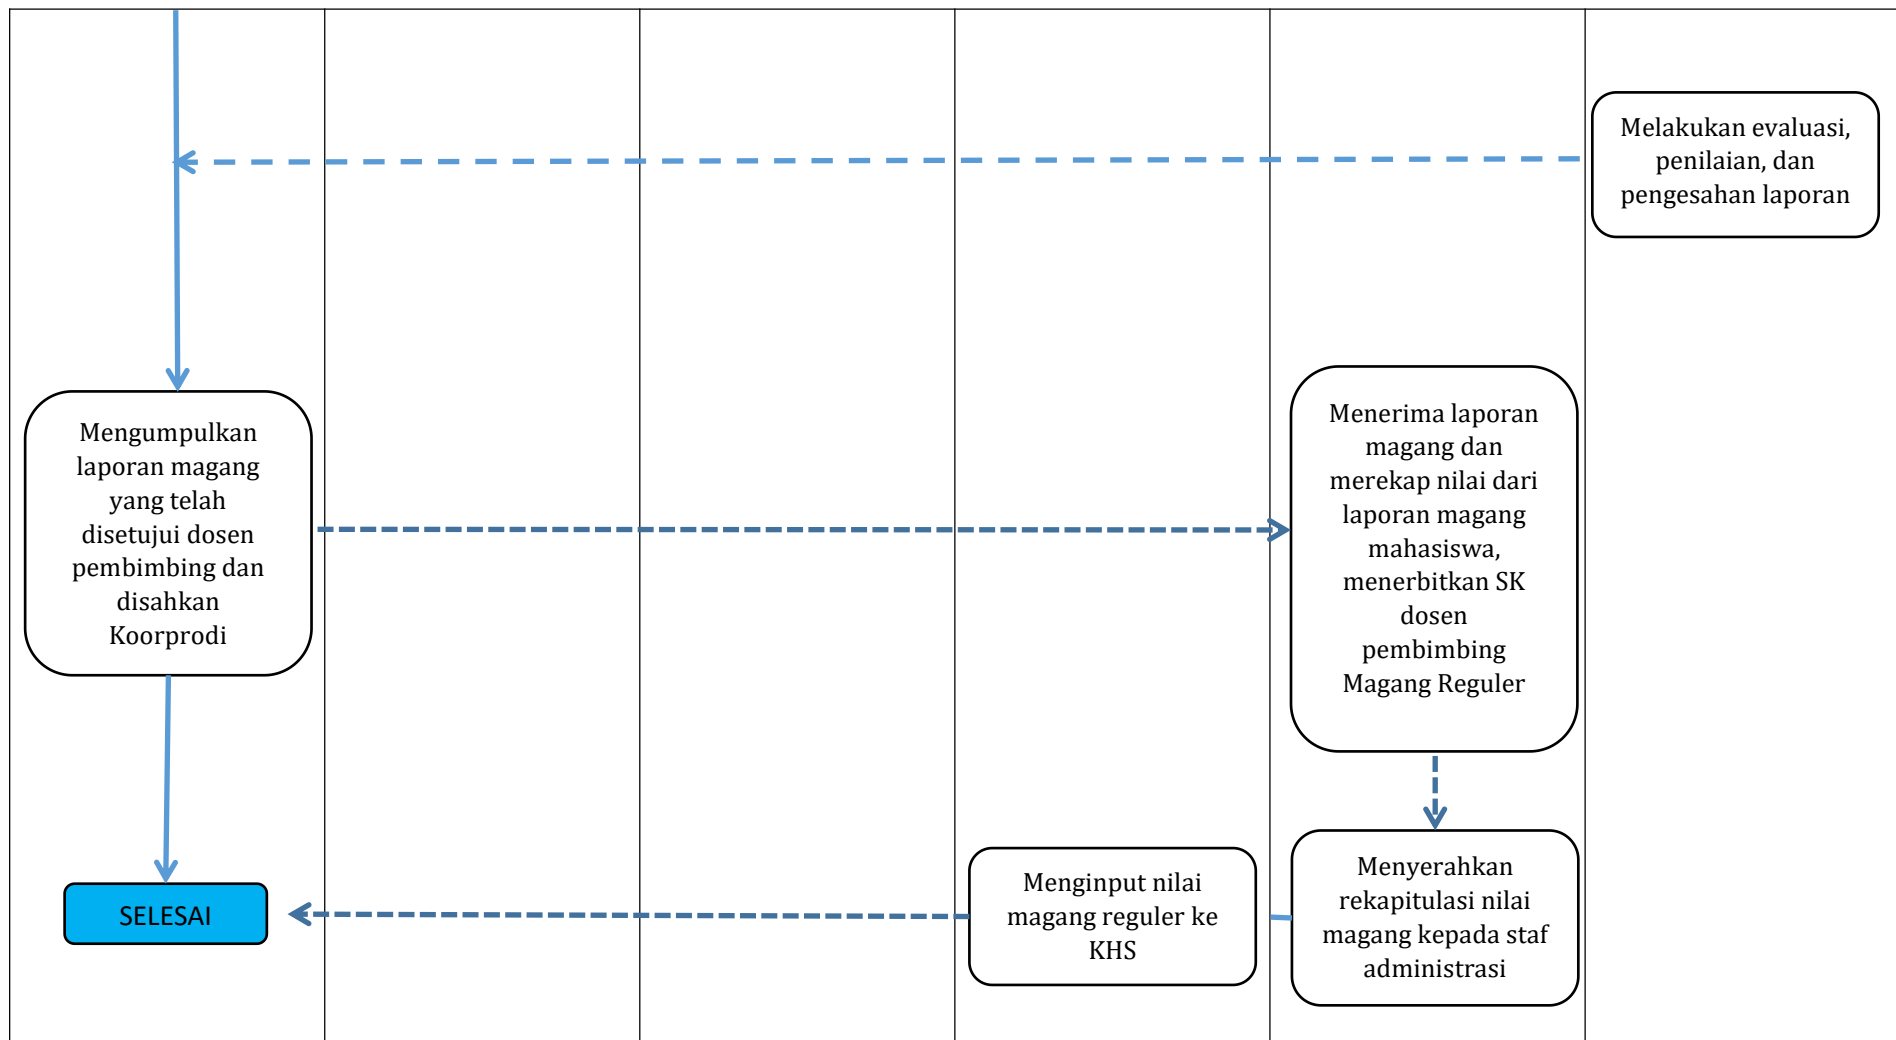 Melakukan evaluasi,
penilaian, dan
pengesahan laporan
Mengumpulkan
laporan magang
yang telah
disetujui dosen
pembimbing dan
disahkan
Koorprodi
Menerima laporan
magang dan
merekap nilai dari
laporan magang
mahasiswa,
menerbitkan SK
dosen
pembimbing
Magang Reguler
SELESAI
Menginput nilai
magang reguler ke
KHS
Menyerahkan
rekapitulasi nilai
magang kepada staf
administrasi